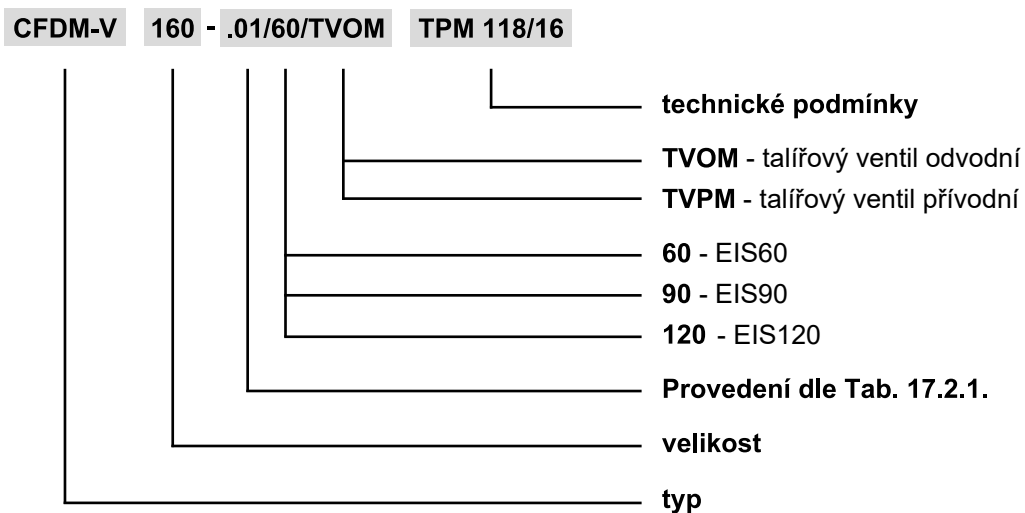 CFDM-V 160 - .01/60/TVOM TPM 118/16
technické podmínky
TVOM - talířový ventil odvodní
TVPM - talířový ventil přívodní
60 - EIS60
90 - EIS90
120 - EIS120
Provedení dle Tab. 17.2.1.
velikost
typ